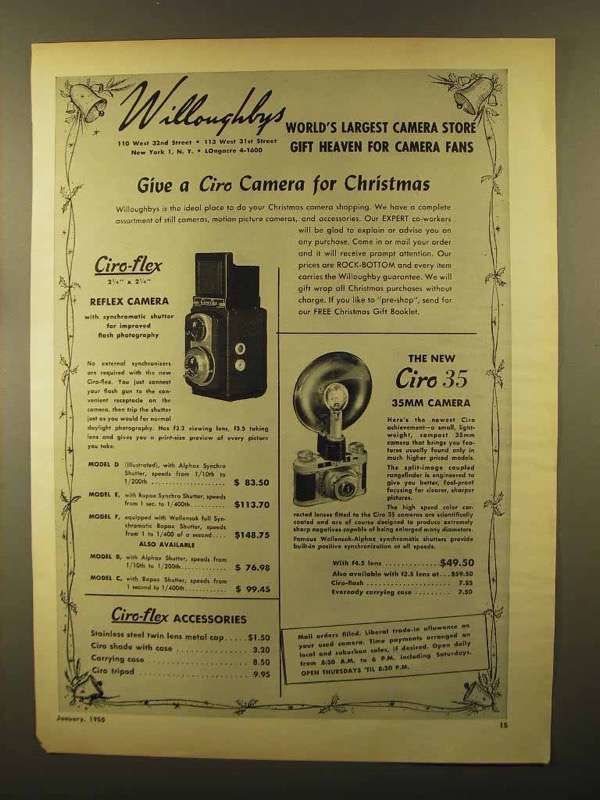 Willoughbys
110 West 32nd Street • 113 West 31st Street
New York 1, N. Y. • LOngacre 4-1600
WORLD'S LARGEST CAMERA STORE
GIFT HEAVEN FOR CAMERA FANS
Give a Ciro Camera for Christmas
Willoughbys is the ideal place to do your Christmas camera shopping. We have a complete
assortment of still cameras, motion picture cameras, and accessories. Our EXPERT co-workers
will be glad to explain or advise you on
any purchase. Come in or mail your order
and it will receive prompt attention. Our
prices are ROCK-BOTTOM and every item
carries the Willoughby guarantee. We will
gift wrap all Christmas purchases without
charge. If you like to "pre-shop", send for
our FREE Christmas Gift Booklet.
Ciro-flex
2¼" x 2¼"
REFLEX CAMERA
with synchromatic shutter
for improved
flash photography
No external synchronizers
are required with the new
Ciro-flex. You just connect
your flash gun to the con-
venient receptacle on the
camera, then trip the shutter
just as you would for normal
daylight photography. Has f3.2 viewing lens, f3.5 taking
lens and gives you a print-size preview of every picture
you take.
MODEL D (illustrated), with Alphax Synchro
Shutter, speeds from 1/10th to
1/200th $ 83.50
MODEL E, with Rapax Synchro Shutter, speeds
from 1 sec. to 1/400th. $113.70
MODEL F, equipped with Wollensak full Syn-
chromatic Rapax Shutter, speeds
from 1 to 1/400 of a second.... $148.75
ALSO AVAILABLE
MODEL B, with Alphax Shutter, speeds from
1/10th to 1/200th $ 76.98
MODEL C, with Rapax Shutter, speeds from
1 second to 1/400th $ 99.45
Ciro-flex ACCESSORIES
Stainless steel twin lens metal cap .... $1.50
Ciro shade with case 3.20
Carrying case 8.50
Ciro tripod 9.95
THE NEW
Ciro 35
35MM CAMERA
Here's the newest Ciro
achievement—a small, light-
weight, compact 35mm
camera that brings you fea-
tures usually found only in
much higher priced models.
The split-image coupled
rangefinder is engineered to
give you better, fool-proof
focusing for clearer, sharper
pictures.
The high speed color cor-
rected lenses fitted to the Ciro 35 cameras are scientifically
coated and are of course designed to produce extremely
sharp negatives capable of being enlarged many diameters.
Famous Wollensak-Alphax synchromatic shutters provide
built-in positive synchronization at all speeds.
With f4.5 lens $49.50
Also available with f3.5 lens at... $59.50
Ciro-flash 7.55
Eveready carrying case 7.50
Mail orders filled. Liberal trade-in allowance on
your used camera. Time payments arranged on
local and suburban sales, if desired. Open daily
from 8:30 A.M. to 6 P.M. including Saturdays.
OPEN THURSDAYS 'TIL 8:30 P.M.
January, 1950
15